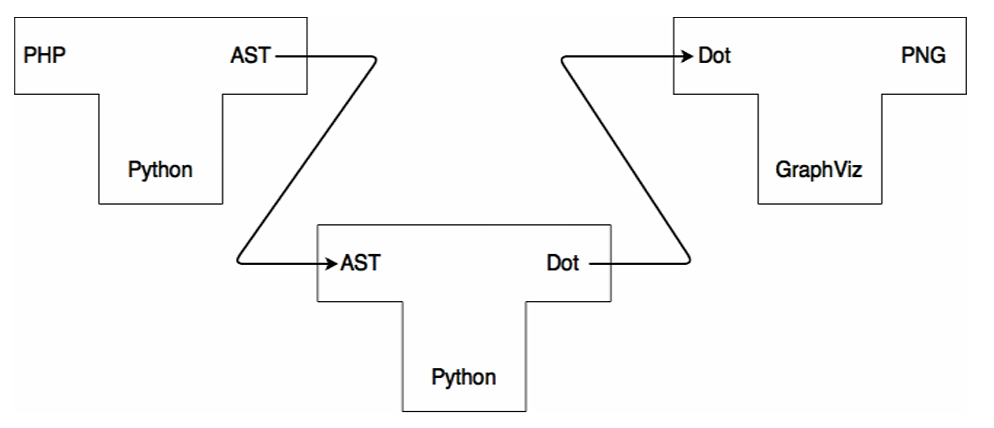 PHP AST
Python
AST Dot
Python
Dot PNG
GraphViz